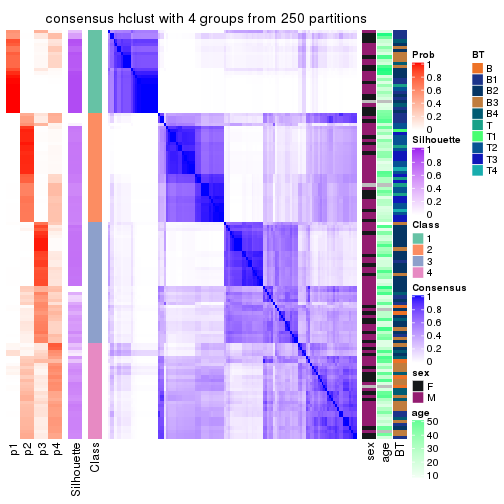 consensus hclust with 4 groups from 250 partitions
p1
p2
p3
p4
Silhouette
Class
sex
age
BT
Prob
1
0.8
0.6
0.4
0.2
0
Silhouette
1
0.8
0.6
0.4
0.2
0
Class
1
2
3
4
Consensus
1
0.8
0.6
0.4
0.2
0
sex
F
M
age
50
40
30
20
10
BT
B
B1
B2
B3
B4
T
T1
T2
T3
T4